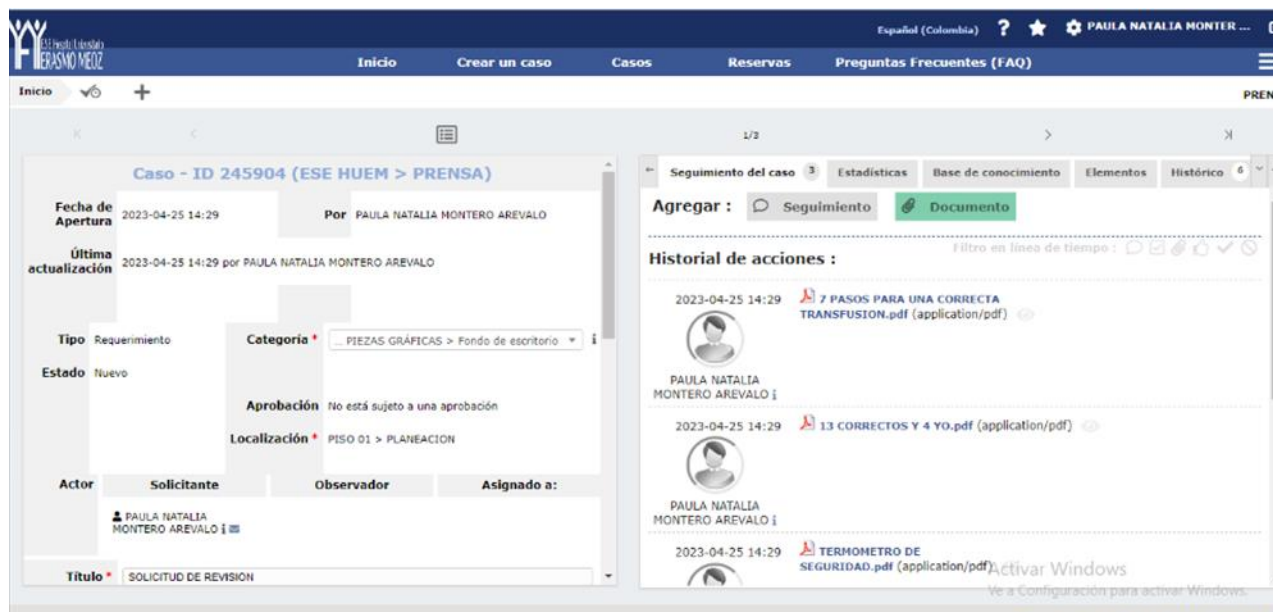 ESE Hospital Universitario
ERASMO MEOZ
Español (Colombia) ? PAULA NATALIA MONTER ...
Inicio Crear un caso Casos Reservas Preguntas Frecuentes (FAQ)
Inicio + PREN
1/3
Caso - ID 245904 (ESE HUEM > PRENSA)
Fecha de Apertura 2023-04-25 14:29 Por PAULA NATALIA MONTERO AREVALO
Última actualización 2023-04-25 14:29 por PAULA NATALIA MONTERO AREVALO
Tipo Requerimiento Categoría * ... PIEZAS GRÁFICAS > Fondo de escritorio i
Estado Nuevo
Aprobación No está sujeto a una aprobación
Localización * PISO 01 > PLANEACION
Actor Solicitante Observador Asignado a:
PAULA NATALIA
MONTERO AREVALO i
Título * SOLICITUD DE REVISIÓN
Seguimiento del caso 3 Estadísticas Base de conocimiento Elementos Histórico 6
Agregar : Seguimiento Documento
Filtro en línea de tiempo :
Historial de acciones :
2023-04-25 14:29 7 PASOS PARA UNA CORRECTA
TRANSFUSION.pdf (application/pdf)
PAULA NATALIA
MONTERO AREVALO i
2023-04-25 14:29 13 CORRECTOS Y 4 YO.pdf (application/pdf)
PAULA NATALIA
MONTERO AREVALO i
2023-04-25 14:29 TERMOMETRO DE
SEGURIDAD.pdf (application/pdf)
Activar Windows
Ve a Configuración para activar Windows.